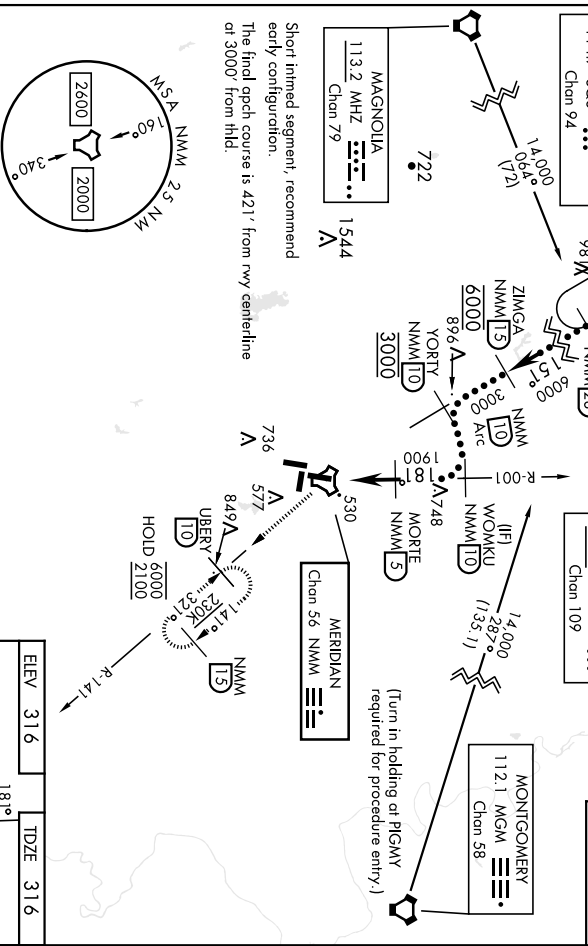 Chan 94
14,000
064°
(72)
MAGNOLIA
113.2 MHZ
Chan 79
722
1544
Short intmed segment, recommend
early configuration.
The final apch course is 421' from rwy centerline
at 3000' from thld.
MSA NMM 25 NM
160°
340°
2600
2000
981
ZIMGA
NMM 15
6000
6000
151°
3000
NMM
10
Arc
896
YORTY
NMM 10
3000
1900
181°
R-001
748
(IF)
WOMKU
NMM 10
MORTE
NMM 5
530
736
577
849
UBERY
10
HOLD 6000
2100
321°
230K
141°
NMM
15
R-141
MERIDIAN
Chan 56 NMM
Chan 109
14,000
287°
(135.1)
(Turn in holding at PIGMY
required for procedure entry.)
MONTGOMERY
112.1 MGM
Chan 58
ELEV 316
TDZE 316
181°